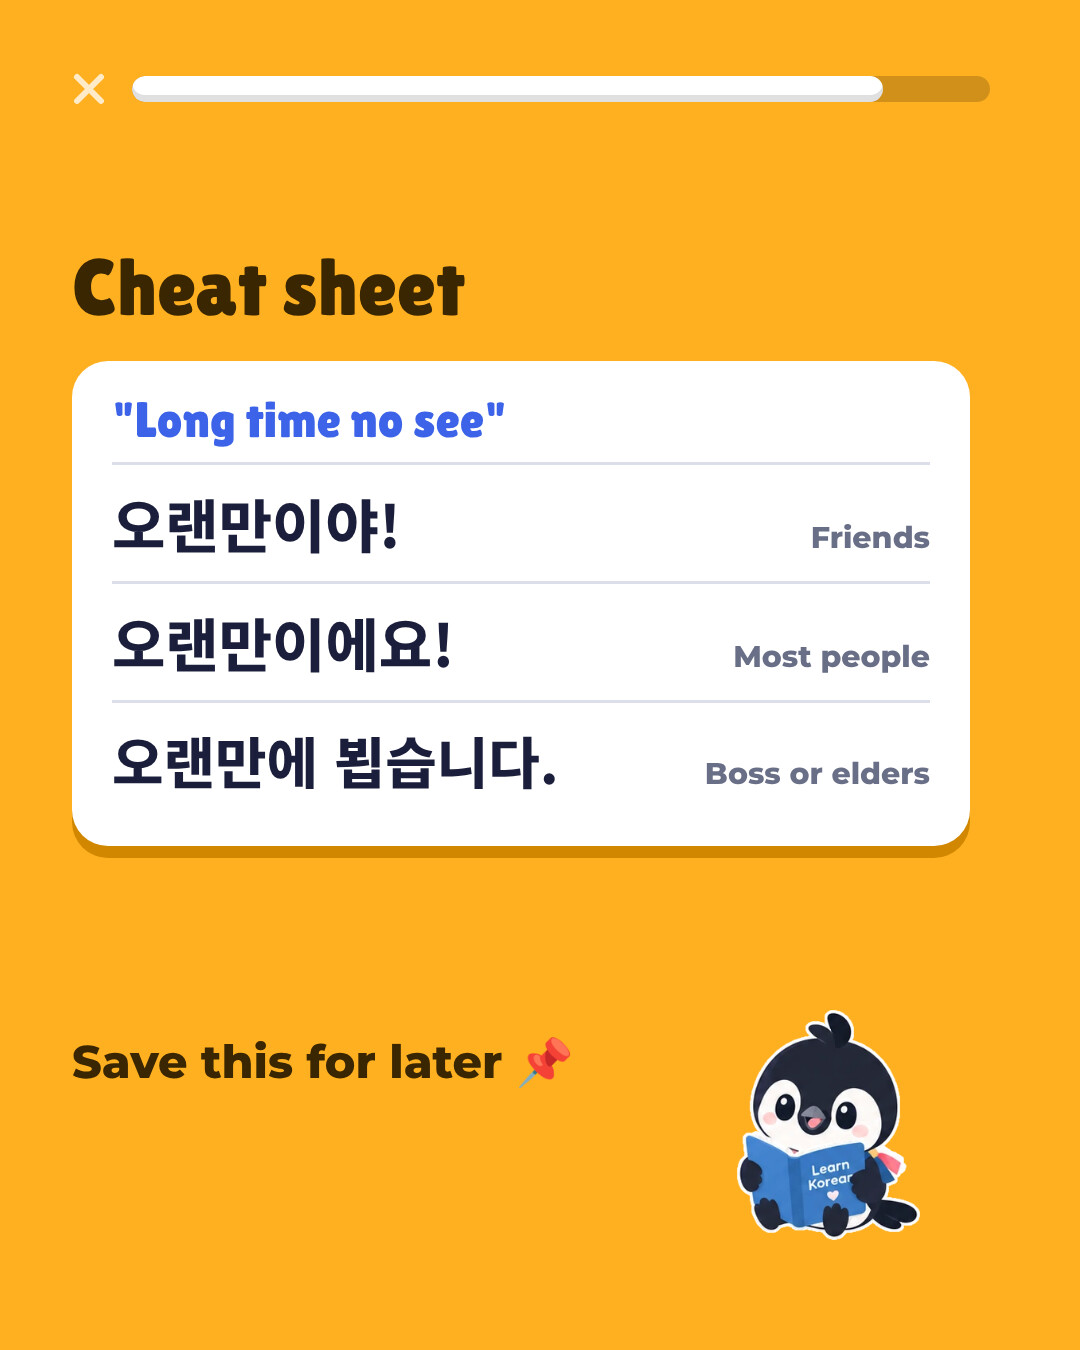 Cheat sheet
"Long time no see"
오랜만이야!
Friends
오랜만이에요!
Most people
오랜만에 뵙습니다.
Boss or elders
Save this for later 📌
Learn
Korean